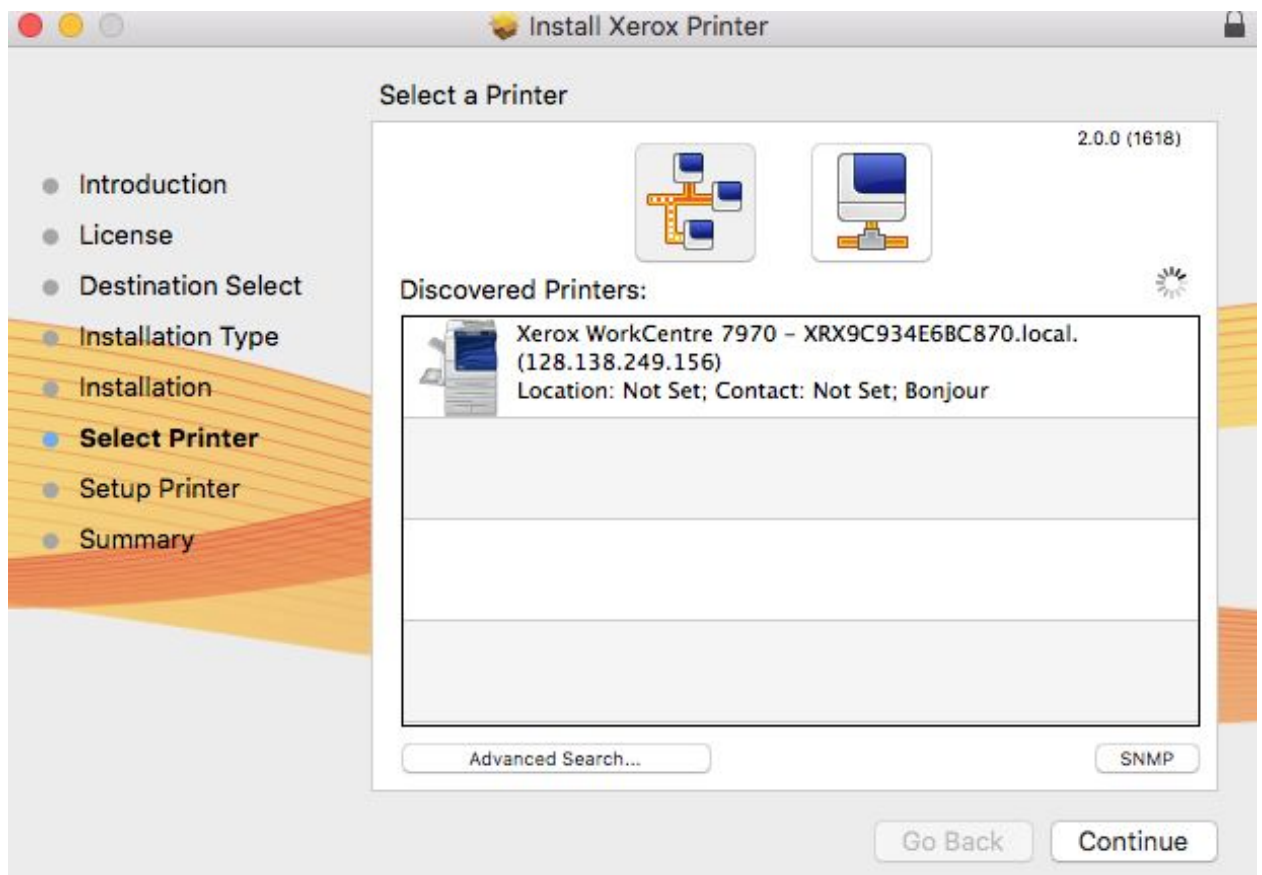 Install Xerox Printer
Select a Printer
2.0.0 (1618)
Introduction
License
Destination Select
Installation Type
Installation
Select Printer
Setup Printer
Summary
Discovered Printers:
Xerox WorkCentre 7970 – XRX9C934E6BC870.local.
(128.138.249.156)
Location: Not Set; Contact: Not Set; Bonjour
Advanced Search...
SNMP
Go Back
Continue